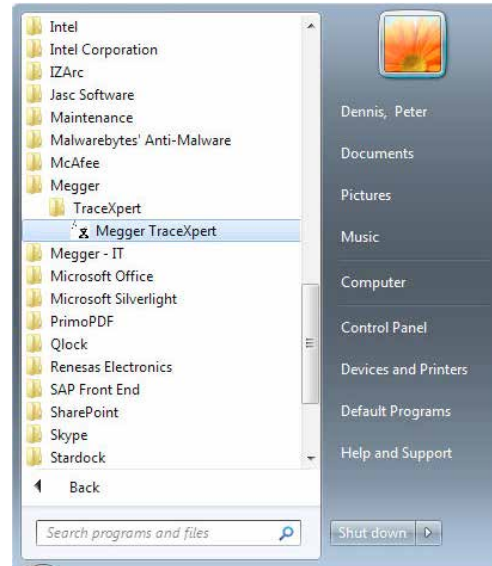 Intel
Intel Corporation
IZArc
Jasc Software
Maintenance
Malwarebytes' Anti-Malware
McAfee
Megger
TraceXpert
Megger TraceXpert
Megger - IT
Microsoft Office
Microsoft Silverlight
PrimoPDF
Qlock
Renesas Electronics
SAP Front End
SharePoint
Skype
Stardock
Back
Search programs and files
Dennis, Peter
Documents
Pictures
Music
Computer
Control Panel
Devices and Printers
Default Programs
Help and Support
Shut down